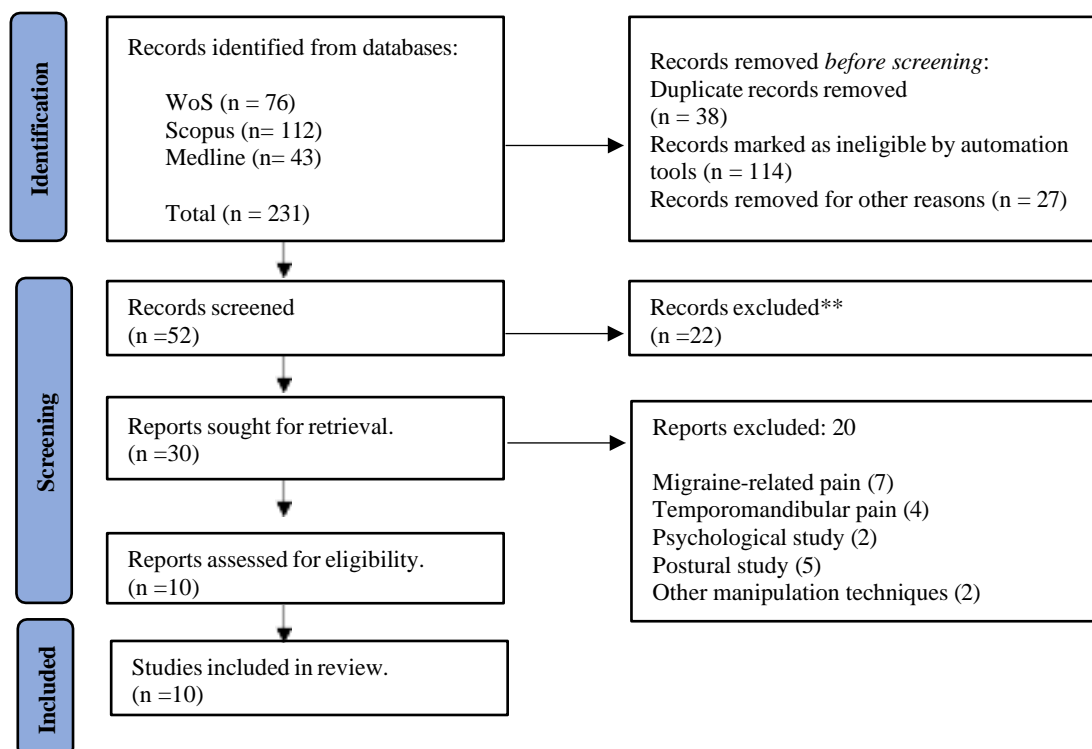 Identification
Records identified from databases:
WoS (n = 76)
Scopus (n= 112)
Medline (n= 43)
Total (n = 231)
Records removed before screening:
Duplicate records removed
(n = 38)
Records marked as ineligible by automation
tools (n = 114)
Records removed for other reasons (n = 27)
Screening
Records screened
(n =52)
Records excluded**
(n =22)
Reports sought for retrieval.
(n =30)
Reports excluded: 20
Migraine-related pain (7)
Temporomandibular pain (4)
Psychological study (2)
Postural study (5)
Other manipulation techniques (2)
Reports assessed for eligibility.
(n =10)
Included
Studies included in review.
(n =10)